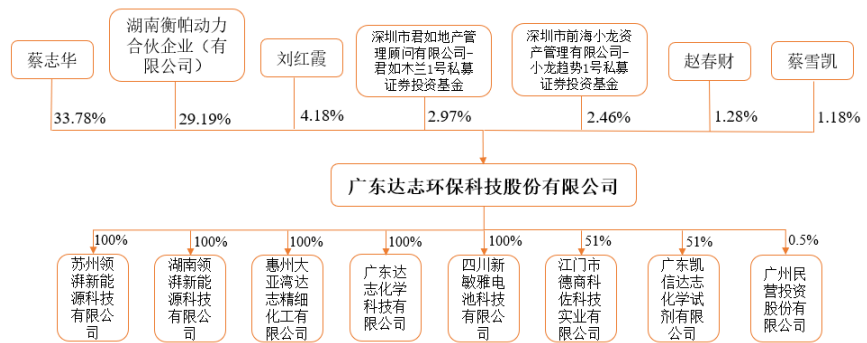 蔡志华
湖南衡帕动力
合伙企业（有
限公司）
刘红霞
深圳市君如地产管
理顾问有限公司-
君如木兰1号私募
证券投资基金
深圳市前海小龙资
产管理有限公司-
小龙趋势1号私募
证券投资基金
赵春财
蔡雪凯
33.78%
29.19%
4.18%
2.97%
2.46%
1.28%
1.18%
广东达志环保科技股份有限公司
100%
100%
100%
100%
100%
51%
51%
0.5%
苏州领
湃新能
源科技
有限公
司
湖南领
湃新能
源科技
有限公
司
惠州大
亚湾达
志精细
化工有
限公司
广东达
志化学
科技有
限公司
四川新
敏雅电
池科技
有限公
司
江门市
德商科
佐科技
实业有
限公司
广东凯
信达志
化学试
剂有限
公司
广州民
营投资
股份有
限公司